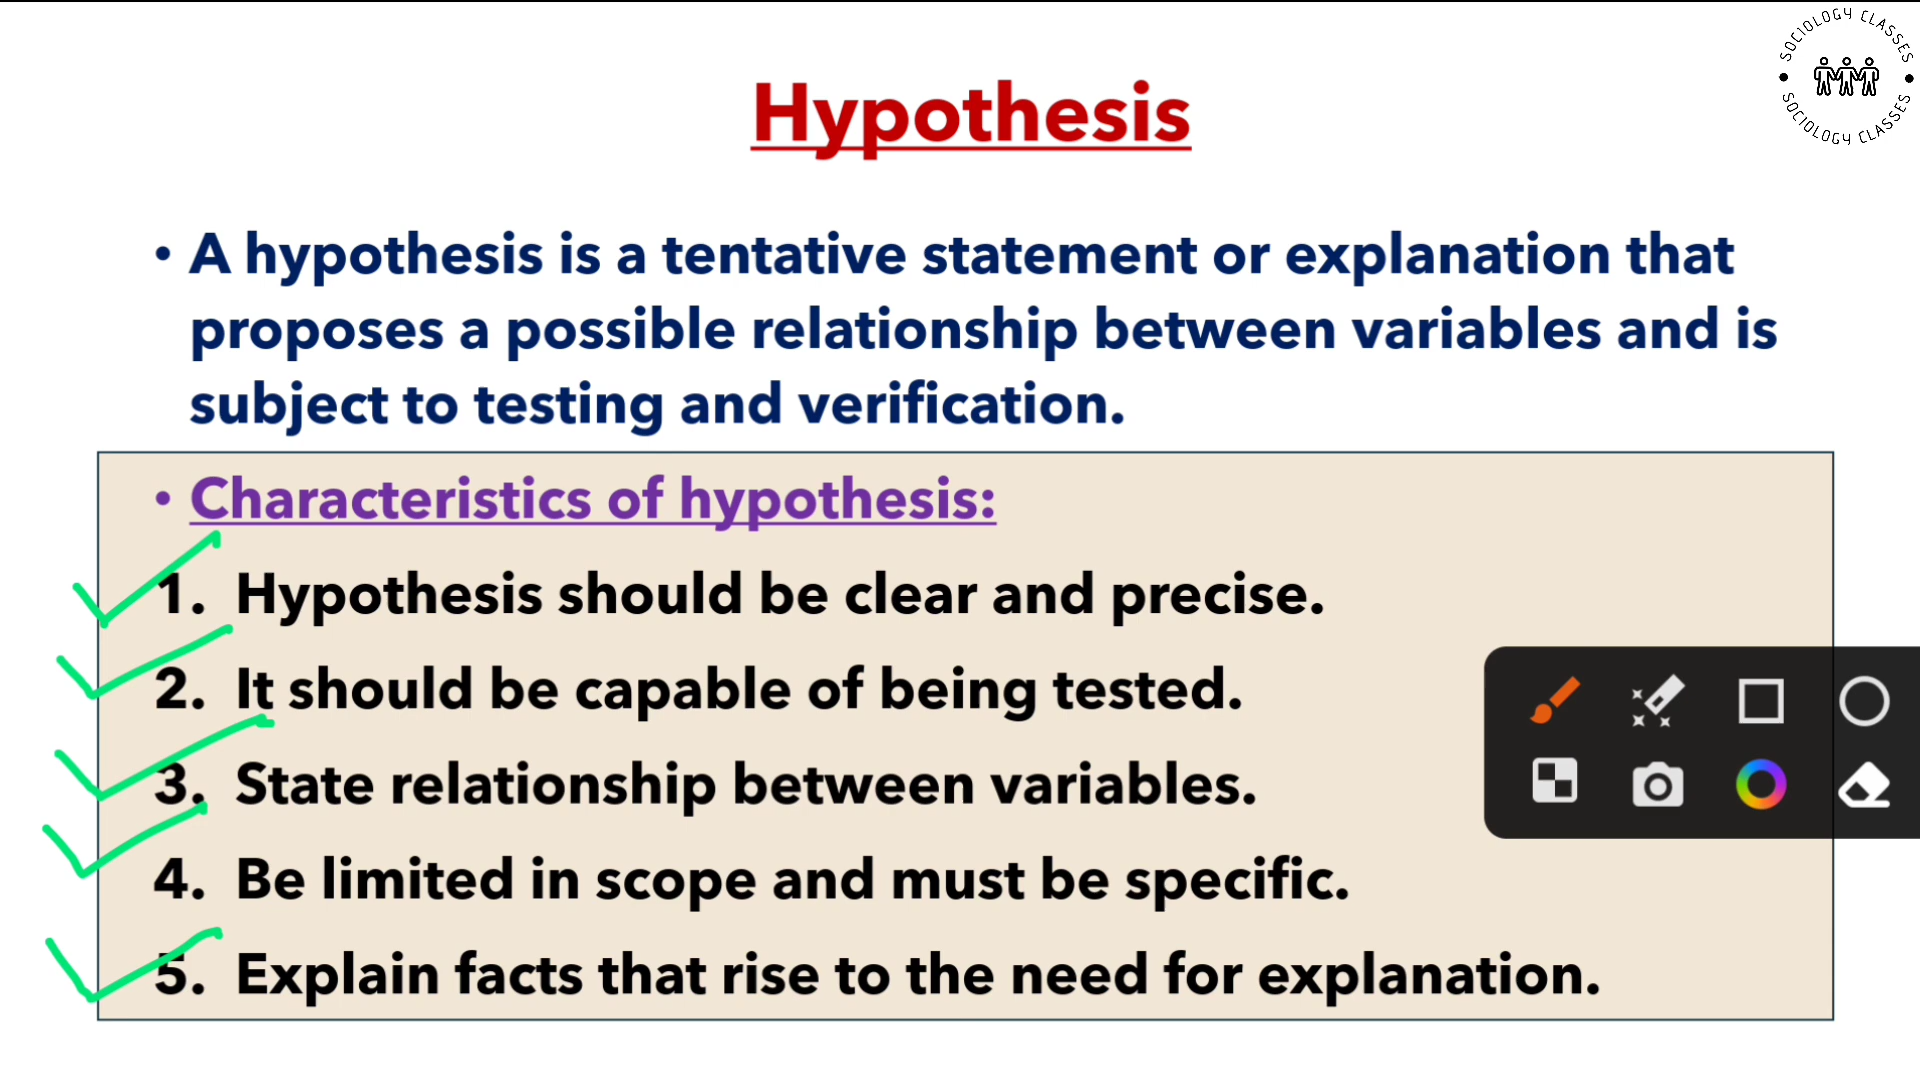 SOCIOLOGY CLASSES
SOCIOLOGY CLASSES
Hypothesis
• A hypothesis is a tentative statement or explanation that
proposes a possible relationship between variables and is
subject to testing and verification.
• Characteristics of hypothesis:
1. Hypothesis should be clear and precise.
2. It should be capable of being tested.
3. State relationship between variables.
4. Be limited in scope and must be specific.
5. Explain facts that rise to the need for explanation.